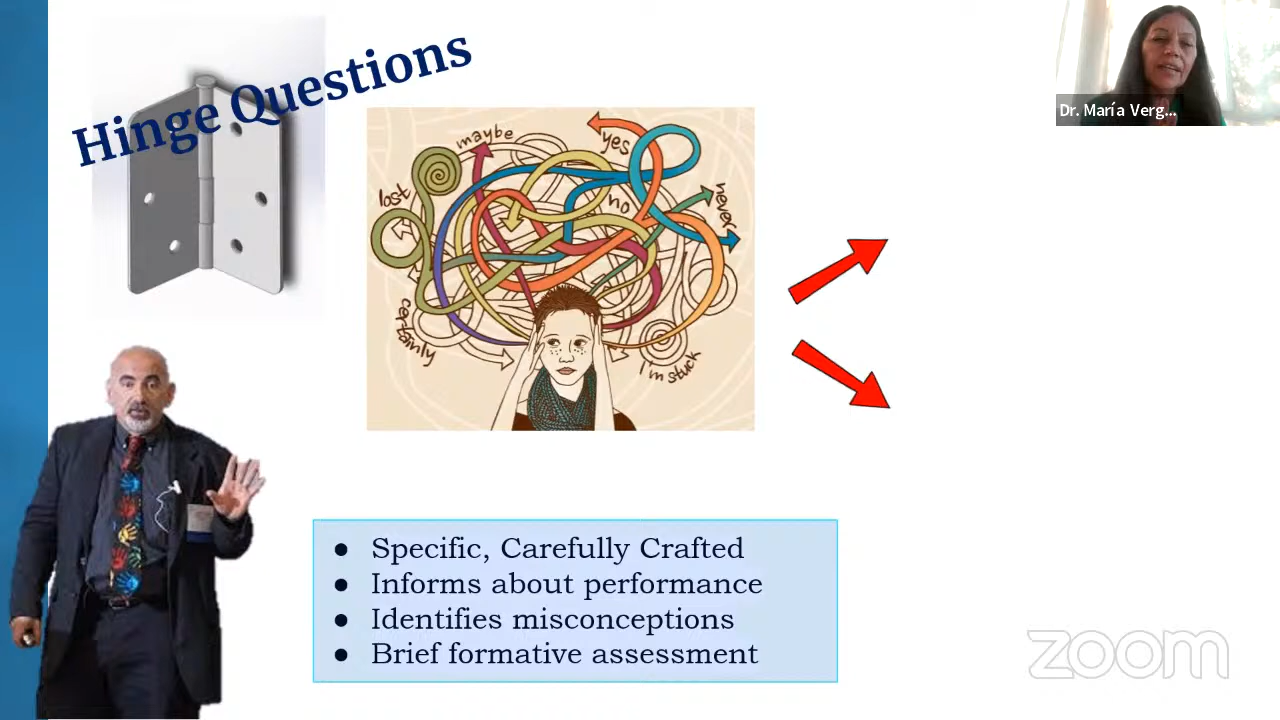 Hinge Questions
Dr. María Verg...
maybe
yes
lost
no
never
certainly
I'm stuck
● Specific, Carefully Crafted
● Informs about performance
● Identifies misconceptions
● Brief formative assessment
zoom